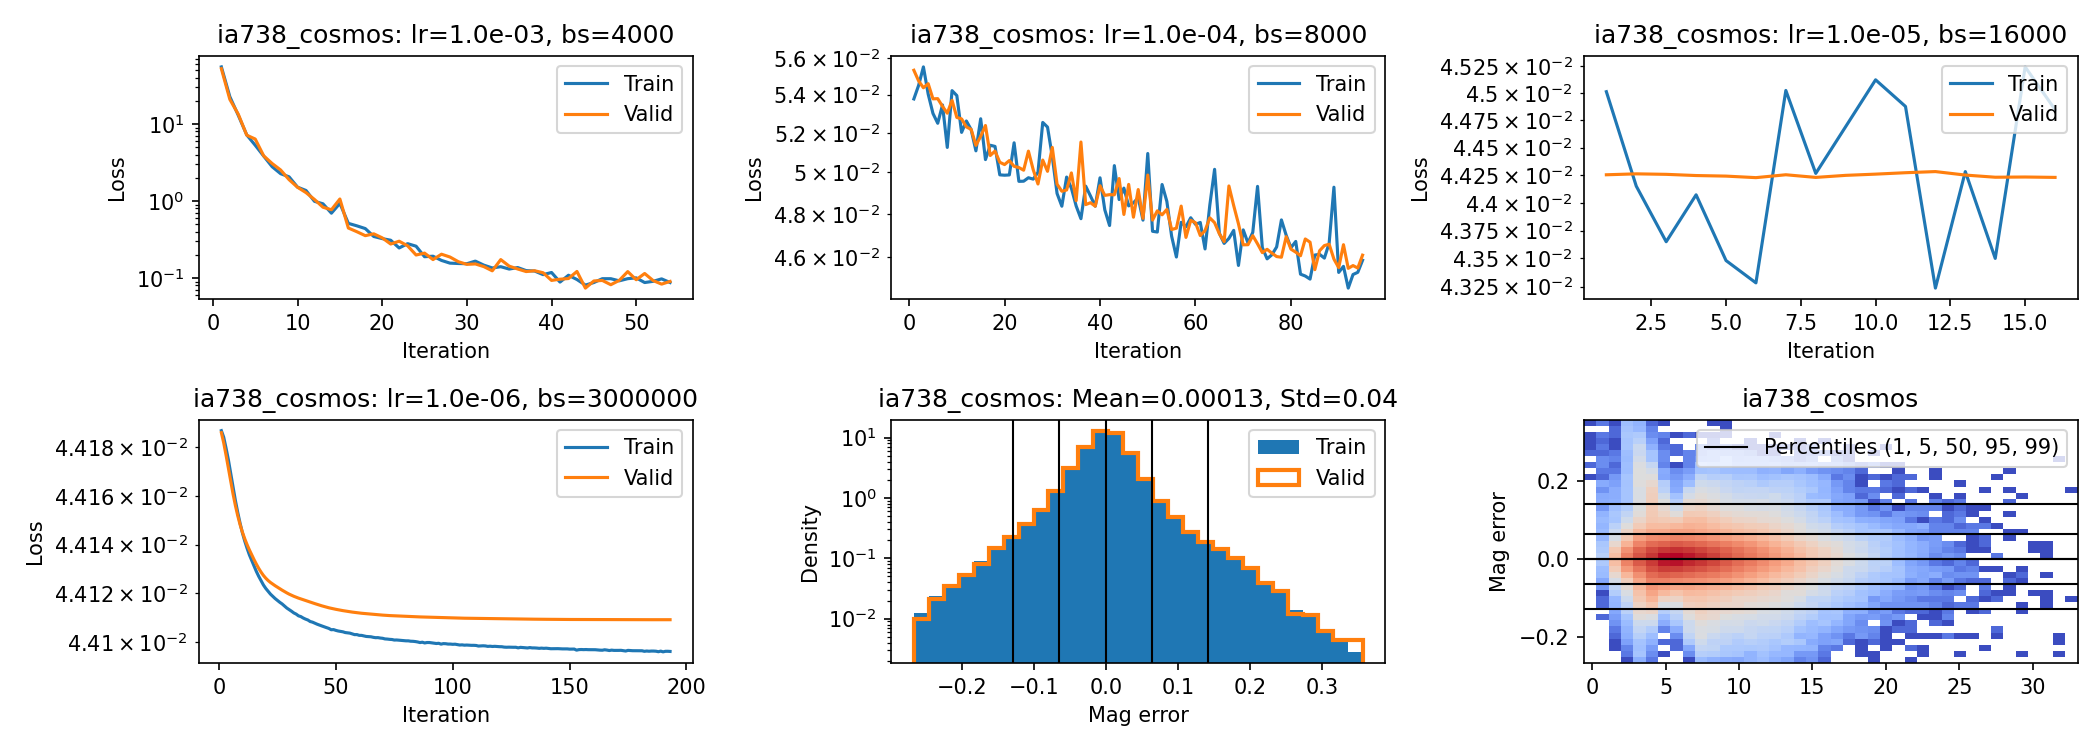 ia738_cosmos: lr=1.0e-03, bs=4000
Loss
10¹
10⁰
10⁻¹
Train
Valid
0 10 20 30 40 50
Iteration
ia738_cosmos: lr=1.0e-04, bs=8000
Loss
5.6 × 10⁻²
5.4 × 10⁻²
5.2 × 10⁻²
5 × 10⁻²
4.8 × 10⁻²
4.6 × 10⁻²
Train
Valid
0 20 40 60 80
Iteration
ia738_cosmos: lr=1.0e-05, bs=16000
Loss
4.525 × 10⁻²
4.5 × 10⁻²
4.475 × 10⁻²
4.45 × 10⁻²
4.425 × 10⁻²
4.4 × 10⁻²
4.375 × 10⁻²
4.35 × 10⁻²
4.325 × 10⁻²
Train
Valid
2.5 5.0 7.5 10.0 12.5 15.0
Iteration
ia738_cosmos: lr=1.0e-06, bs=3000000
Loss
4.418 × 10⁻²
4.416 × 10⁻²
4.414 × 10⁻²
4.412 × 10⁻²
4.41 × 10⁻²
Train
Valid
0 50 100 150 200
Iteration
ia738_cosmos: Mean=0.00013, Std=0.04
Density
10¹
10⁰
10⁻¹
10⁻²
Train
Valid
−0.2 −0.1 0.0 0.1 0.2 0.3
Mag error
ia738_cosmos
Mag error
0.2
0.0
−0.2
Percentiles (1, 5, 50, 95, 99)
0 5 10 15 20 25 30